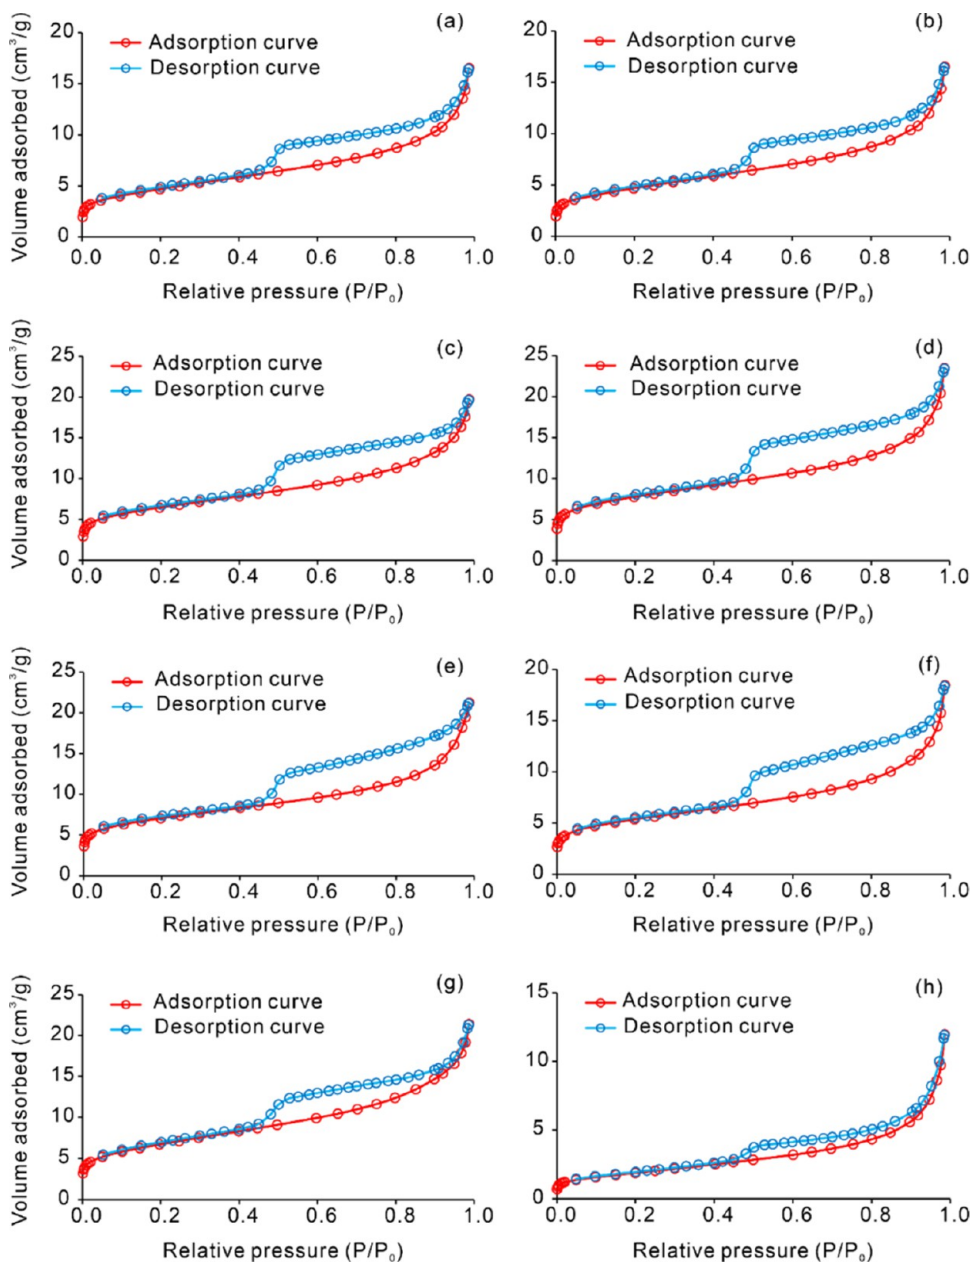 (a)
Volume adsorbed (cm³/g)
20
15
10
5
0
Adsorption curve
Desorption curve
0.0 0.2 0.4 0.6 0.8 1.0
Relative pressure (P/P₀)
(b)
20
15
10
5
0
Adsorption curve
Desorption curve
0.0 0.2 0.4 0.6 0.8 1.0
Relative pressure (P/P₀)
(c)
Volume adsorbed (cm³/g)
25
20
15
10
5
0
Adsorption curve
Desorption curve
0.0 0.2 0.4 0.6 0.8 1.0
Relative pressure (P/P₀)
(d)
25
20
15
10
5
0
Adsorption curve
Desorption curve
0.0 0.2 0.4 0.6 0.8 1.0
Relative pressure (P/P₀)
(e)
Volume adsorbed (cm³/g)
25
20
15
10
5
0
Adsorption curve
Desorption curve
0.0 0.2 0.4 0.6 0.8 1.0
Relative pressure (P/P₀)
(f)
20
15
10
5
0
Adsorption curve
Desorption curve
0.0 0.2 0.4 0.6 0.8 1.0
Relative pressure (P/P₀)
(g)
Volume adsorbed (cm³/g)
25
20
15
10
5
0
Adsorption curve
Desorption curve
0.0 0.2 0.4 0.6 0.8 1.0
Relative pressure (P/P₀)
(h)
15
10
5
0
Adsorption curve
Desorption curve
0.0 0.2 0.4 0.6 0.8 1.0
Relative pressure (P/P₀)